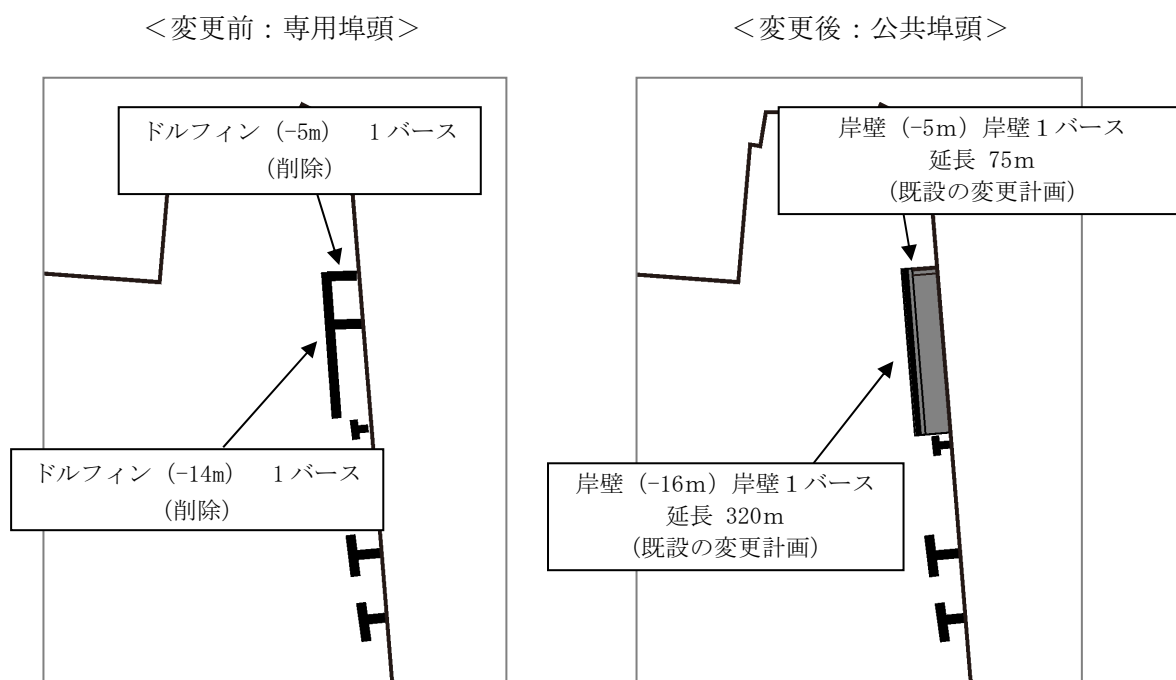 ＜変更前：専用埠頭＞
ドルフィン（-5m）　１バース
（削除）
ドルフィン（-14m）　１バース
（削除）
＜変更後：公共埠頭＞
岸壁（-5ｍ）岸壁１バース
延長 75ｍ
（既設の変更計画）
岸壁（-16ｍ）岸壁１バース
延長 320ｍ
（既設の変更計画）